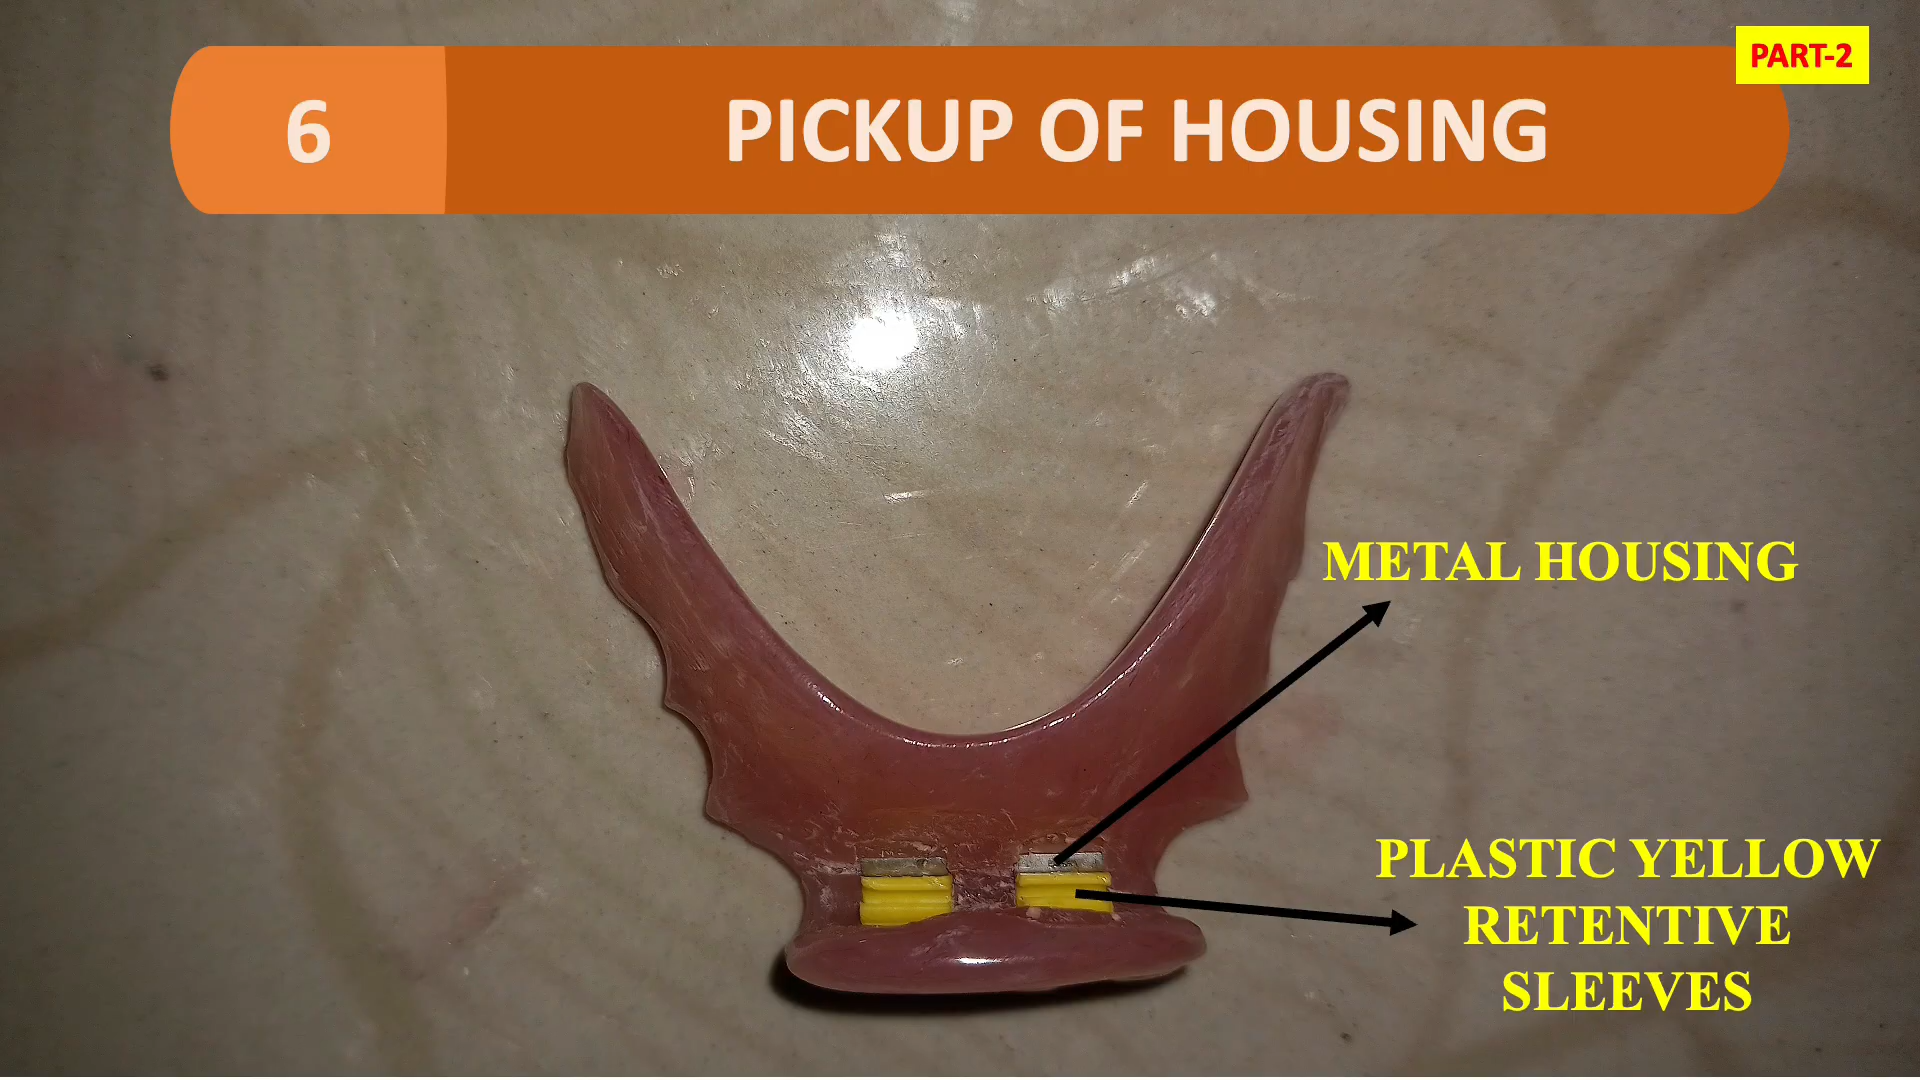 PART-2
6 PICKUP OF HOUSING
METAL HOUSING
PLASTIC YELLOW
RETENTIVE
SLEEVES